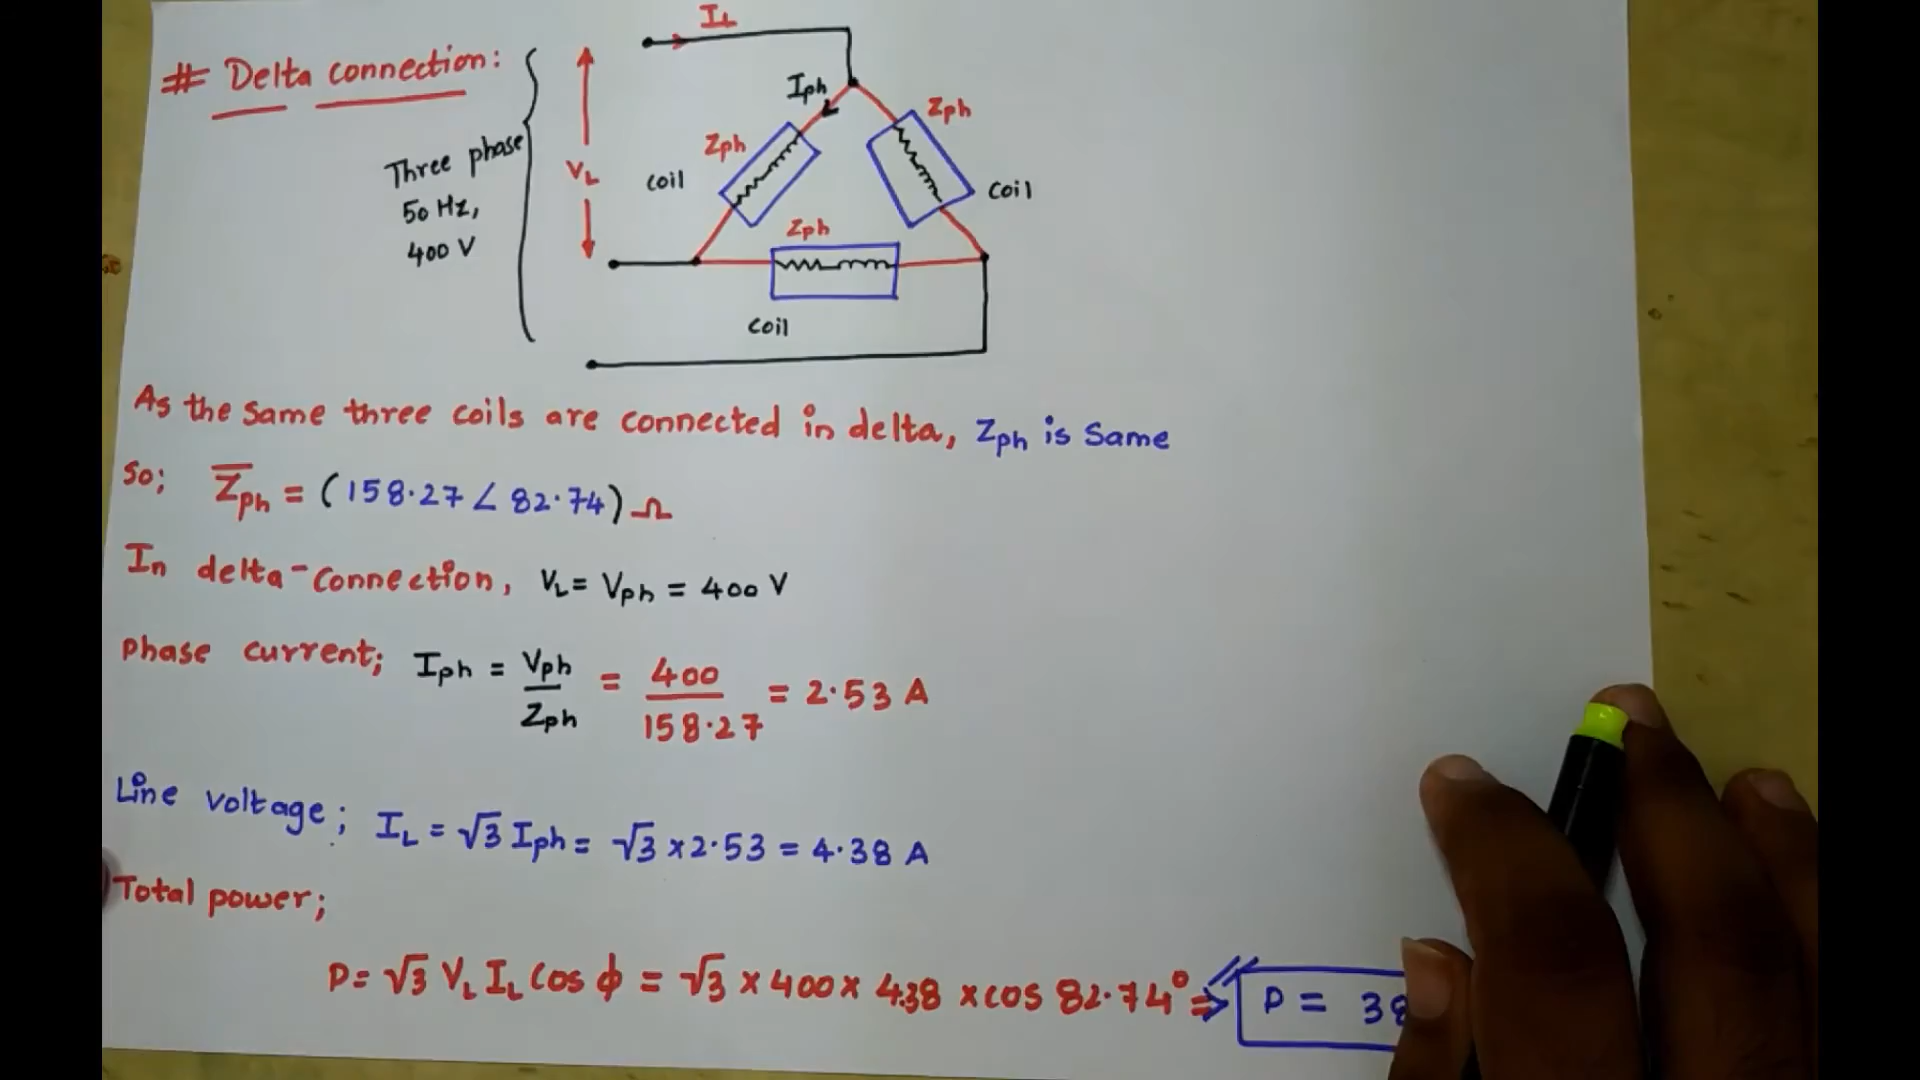 # Delta connection:
Three phase
50 Hz,
400 V
IL
VL
Iph
Zph
coil
Zph
coil
Zph
coil
As the same three coils are connected in delta, Zph is same
So; Z̅ph = (158.27 ∠ 82.74) Ω
In delta-connection, VL = Vph = 400 V
Phase current; Iph = Vph/Zph = 400/158.27 = 2.53 A
Line voltage; IL = √3 Iph = √3 × 2.53 = 4.38 A
Total power;
P = √3 VL IL Cos ϕ = √3 × 400 × 4.38 × cos 82.74° ⇒ P = 38